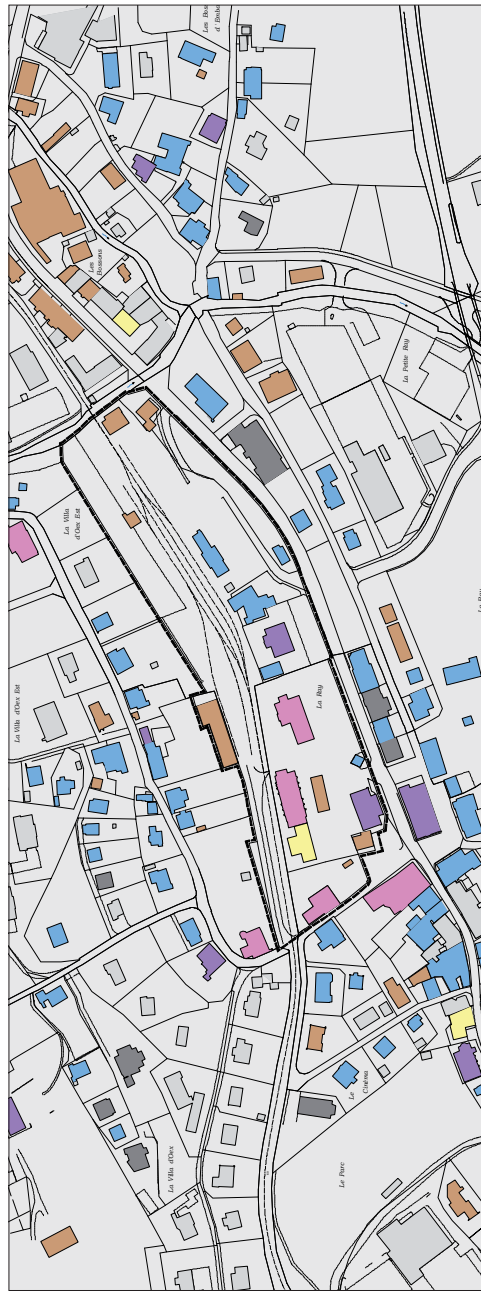 Les Bossons
La Petite Ray
La Villa
d'Oex Est
La Villa d'Oex Est
La Ray
Le Cinéma
La Villa d'Oex
Le Parc